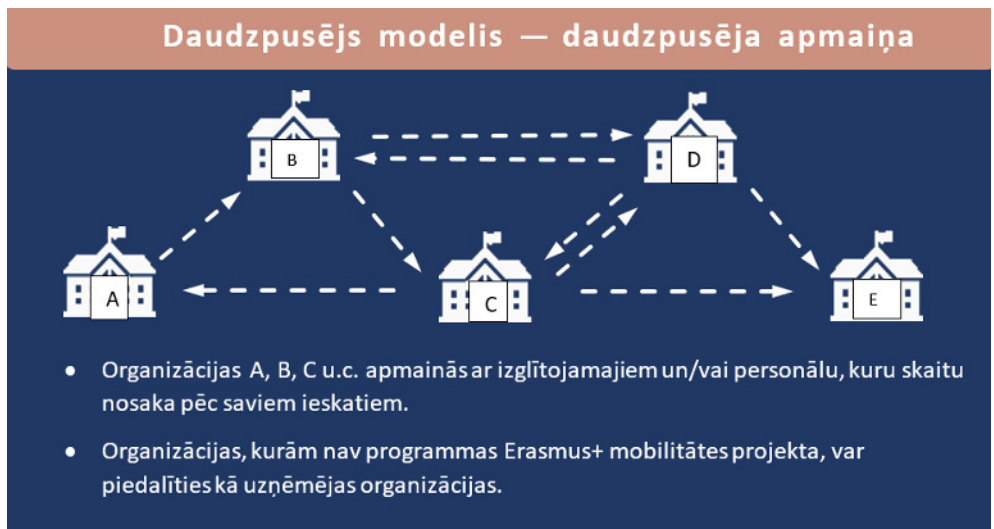 Daudzpusējs modelis — daudzpusēja apmaiņa
B
D
A
C
E
• Organizācijas A, B, C u.c. apmainās ar izglītojamajiem un/vai personālu, kuru skaitu
nosaka pēc saviem ieskatiem.
• Organizācijas, kurām nav programmas Erasmus+ mobilitātes projekta, var
piedalīties kā uzņēmējas organizācijas.